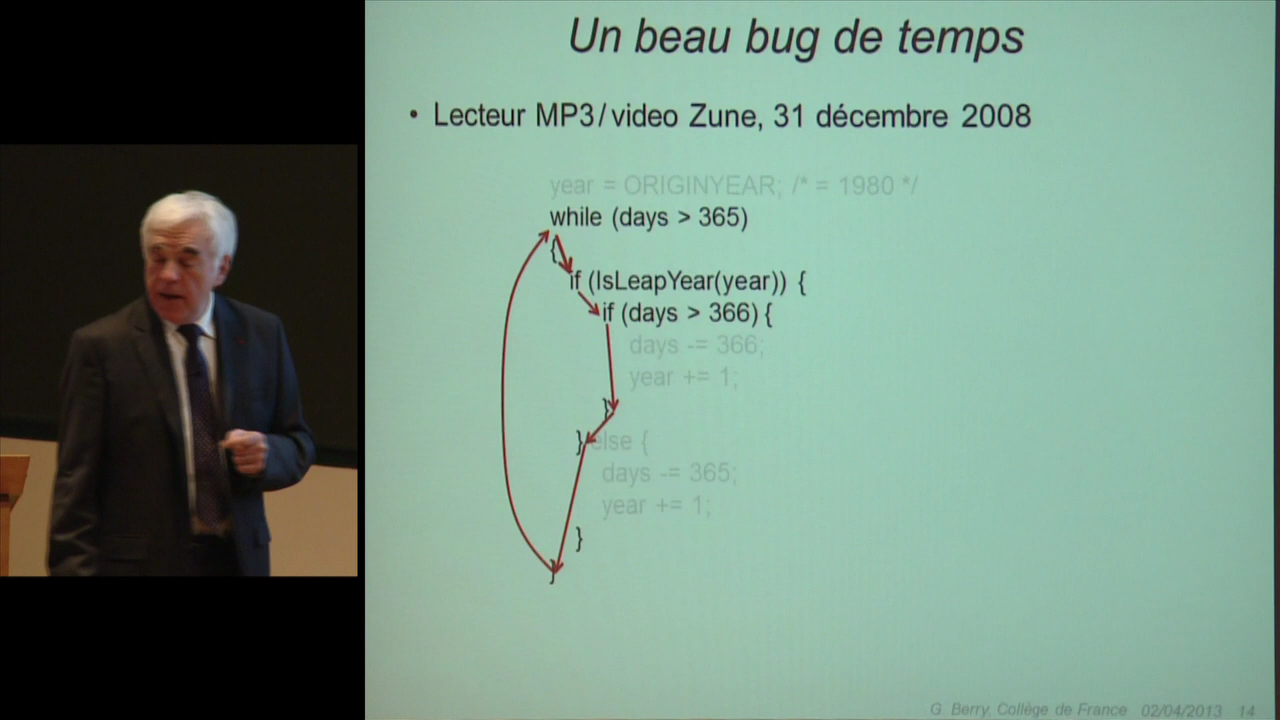 Un beau bug de temps
• Lecteur MP3/video Zune, 31 décembre 2008
year = ORIGINYEAR; /* = 1980 */
while (days > 365)
{
if (IsLeapYear(year)) {
if (days > 366) {
days -= 366;
year += 1;
}
} else {
days -= 365;
year += 1;
}
}
G. Berry, Collège de France 02/04/2013 14